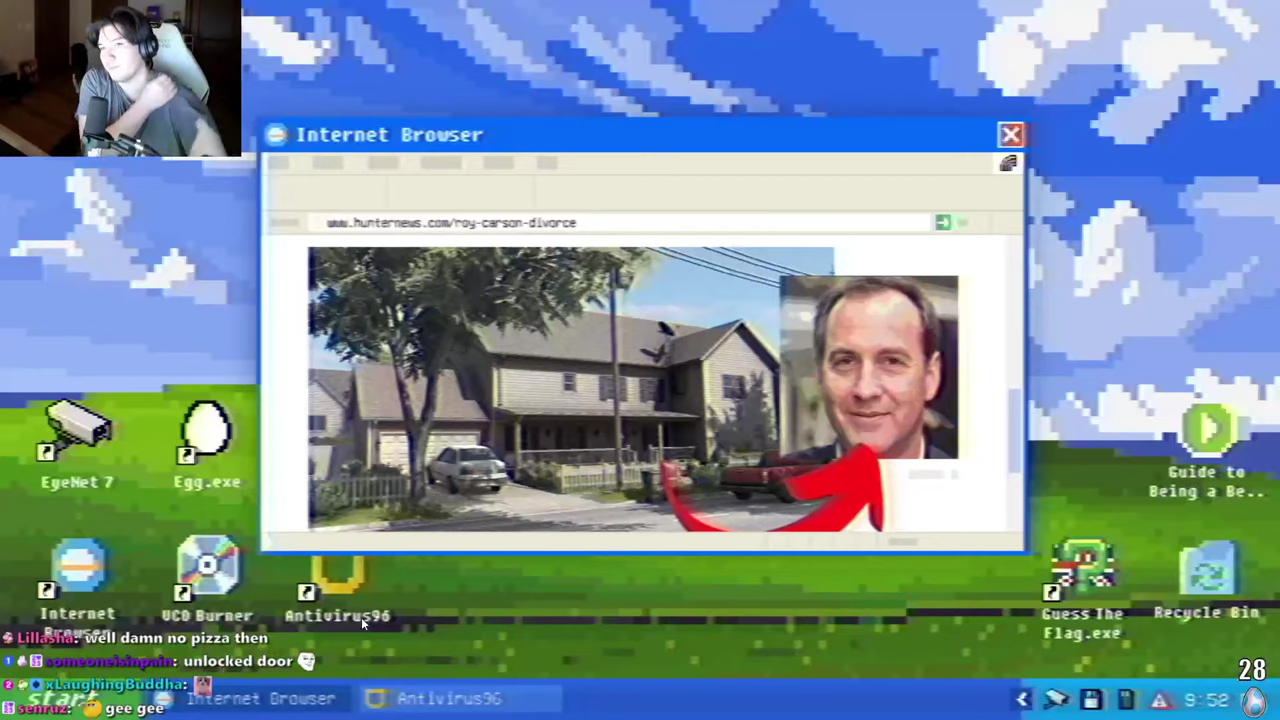 Internet Browser
www.hunternews.com/roy-carson-divorce
EyeNet 7
Egg.exe
Guide to
Being a Be..
Internet
Browser
UCD Burner
Antivirus96
Guess The
Flag.exe
Recycle Bin
Lillasha: well damn no pizza then
someoneisinpain: unlocked door
xLaughingBuddha:
senruz: gee gee
start
Internet Browser
Antivirus96
28
9:52